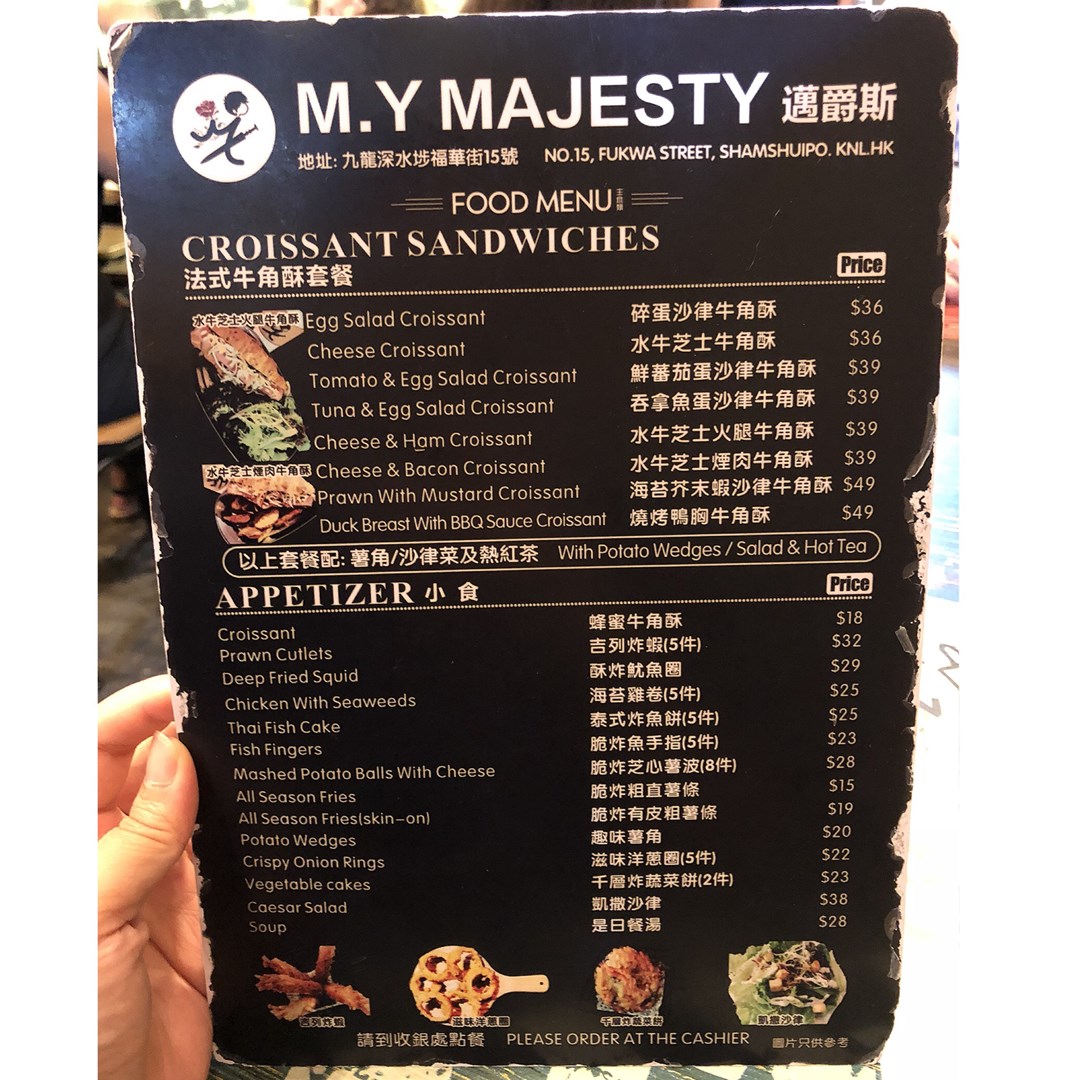 M.Y MAJESTY 邁爵斯
地址: 九龍深水埗福華街15號 NO.15, FUKWA STREET, SHAMSHUIPO. KNL.HK
FOOD MENU
CROISSANT SANDWICHES
法式牛角酥套餐 Price
水牛芝士火腿牛角酥
Egg Salad Croissant 碎蛋沙律牛角酥 $36
Cheese Croissant 水牛芝士牛角酥 $36
Tomato & Egg Salad Croissant 鮮蕃茄蛋沙律牛角酥 $39
Tuna & Egg Salad Croissant 吞拿魚蛋沙律牛角酥 $39
Cheese & Ham Croissant 水牛芝士火腿牛角酥 $39
水牛芝士煙肉牛角酥
Cheese & Bacon Croissant 水牛芝士煙肉牛角酥 $39
Prawn With Mustard Croissant 海苔芥末蝦沙律牛角酥 $49
Duck Breast With BBQ Sauce Croissant 燒烤鴨胸牛角酥 $49
以上套餐配: 薯角/沙律菜及熱紅茶 With Potato Wedges / Salad & Hot Tea
APPETIZER 小食 Price
Croissant 蜂蜜牛角酥 $18
Prawn Cutlets 吉列炸蝦(5件) $32
Deep Fried Squid 酥炸魷魚圈 $29
Chicken With Seaweeds 海苔雞卷(5件) $25
Thai Fish Cake 泰式炸魚餅(5件) $25
Fish Fingers 脆炸魚手指(5件) $23
Mashed Potato Balls With Cheese 脆炸芝心薯波(8件) $28
All Season Fries 脆炸粗直薯條 $15
All Season Fries(skin-on) 脆炸有皮粗薯條 $19
Potato Wedges 趣味薯角 $20
Crispy Onion Rings 滋味洋蔥圈(5件) $22
Vegetable cakes 千層炸蔬菜餅(2件) $23
Caesar Salad 凱撒沙律 $38
Soup 是日餐湯 $28
吉列炸蝦 滋味洋蔥圈 千層炸蔬菜餅 凱撒沙律
請到收銀處點餐 PLEASE ORDER AT THE CASHIER 圖片只供參考